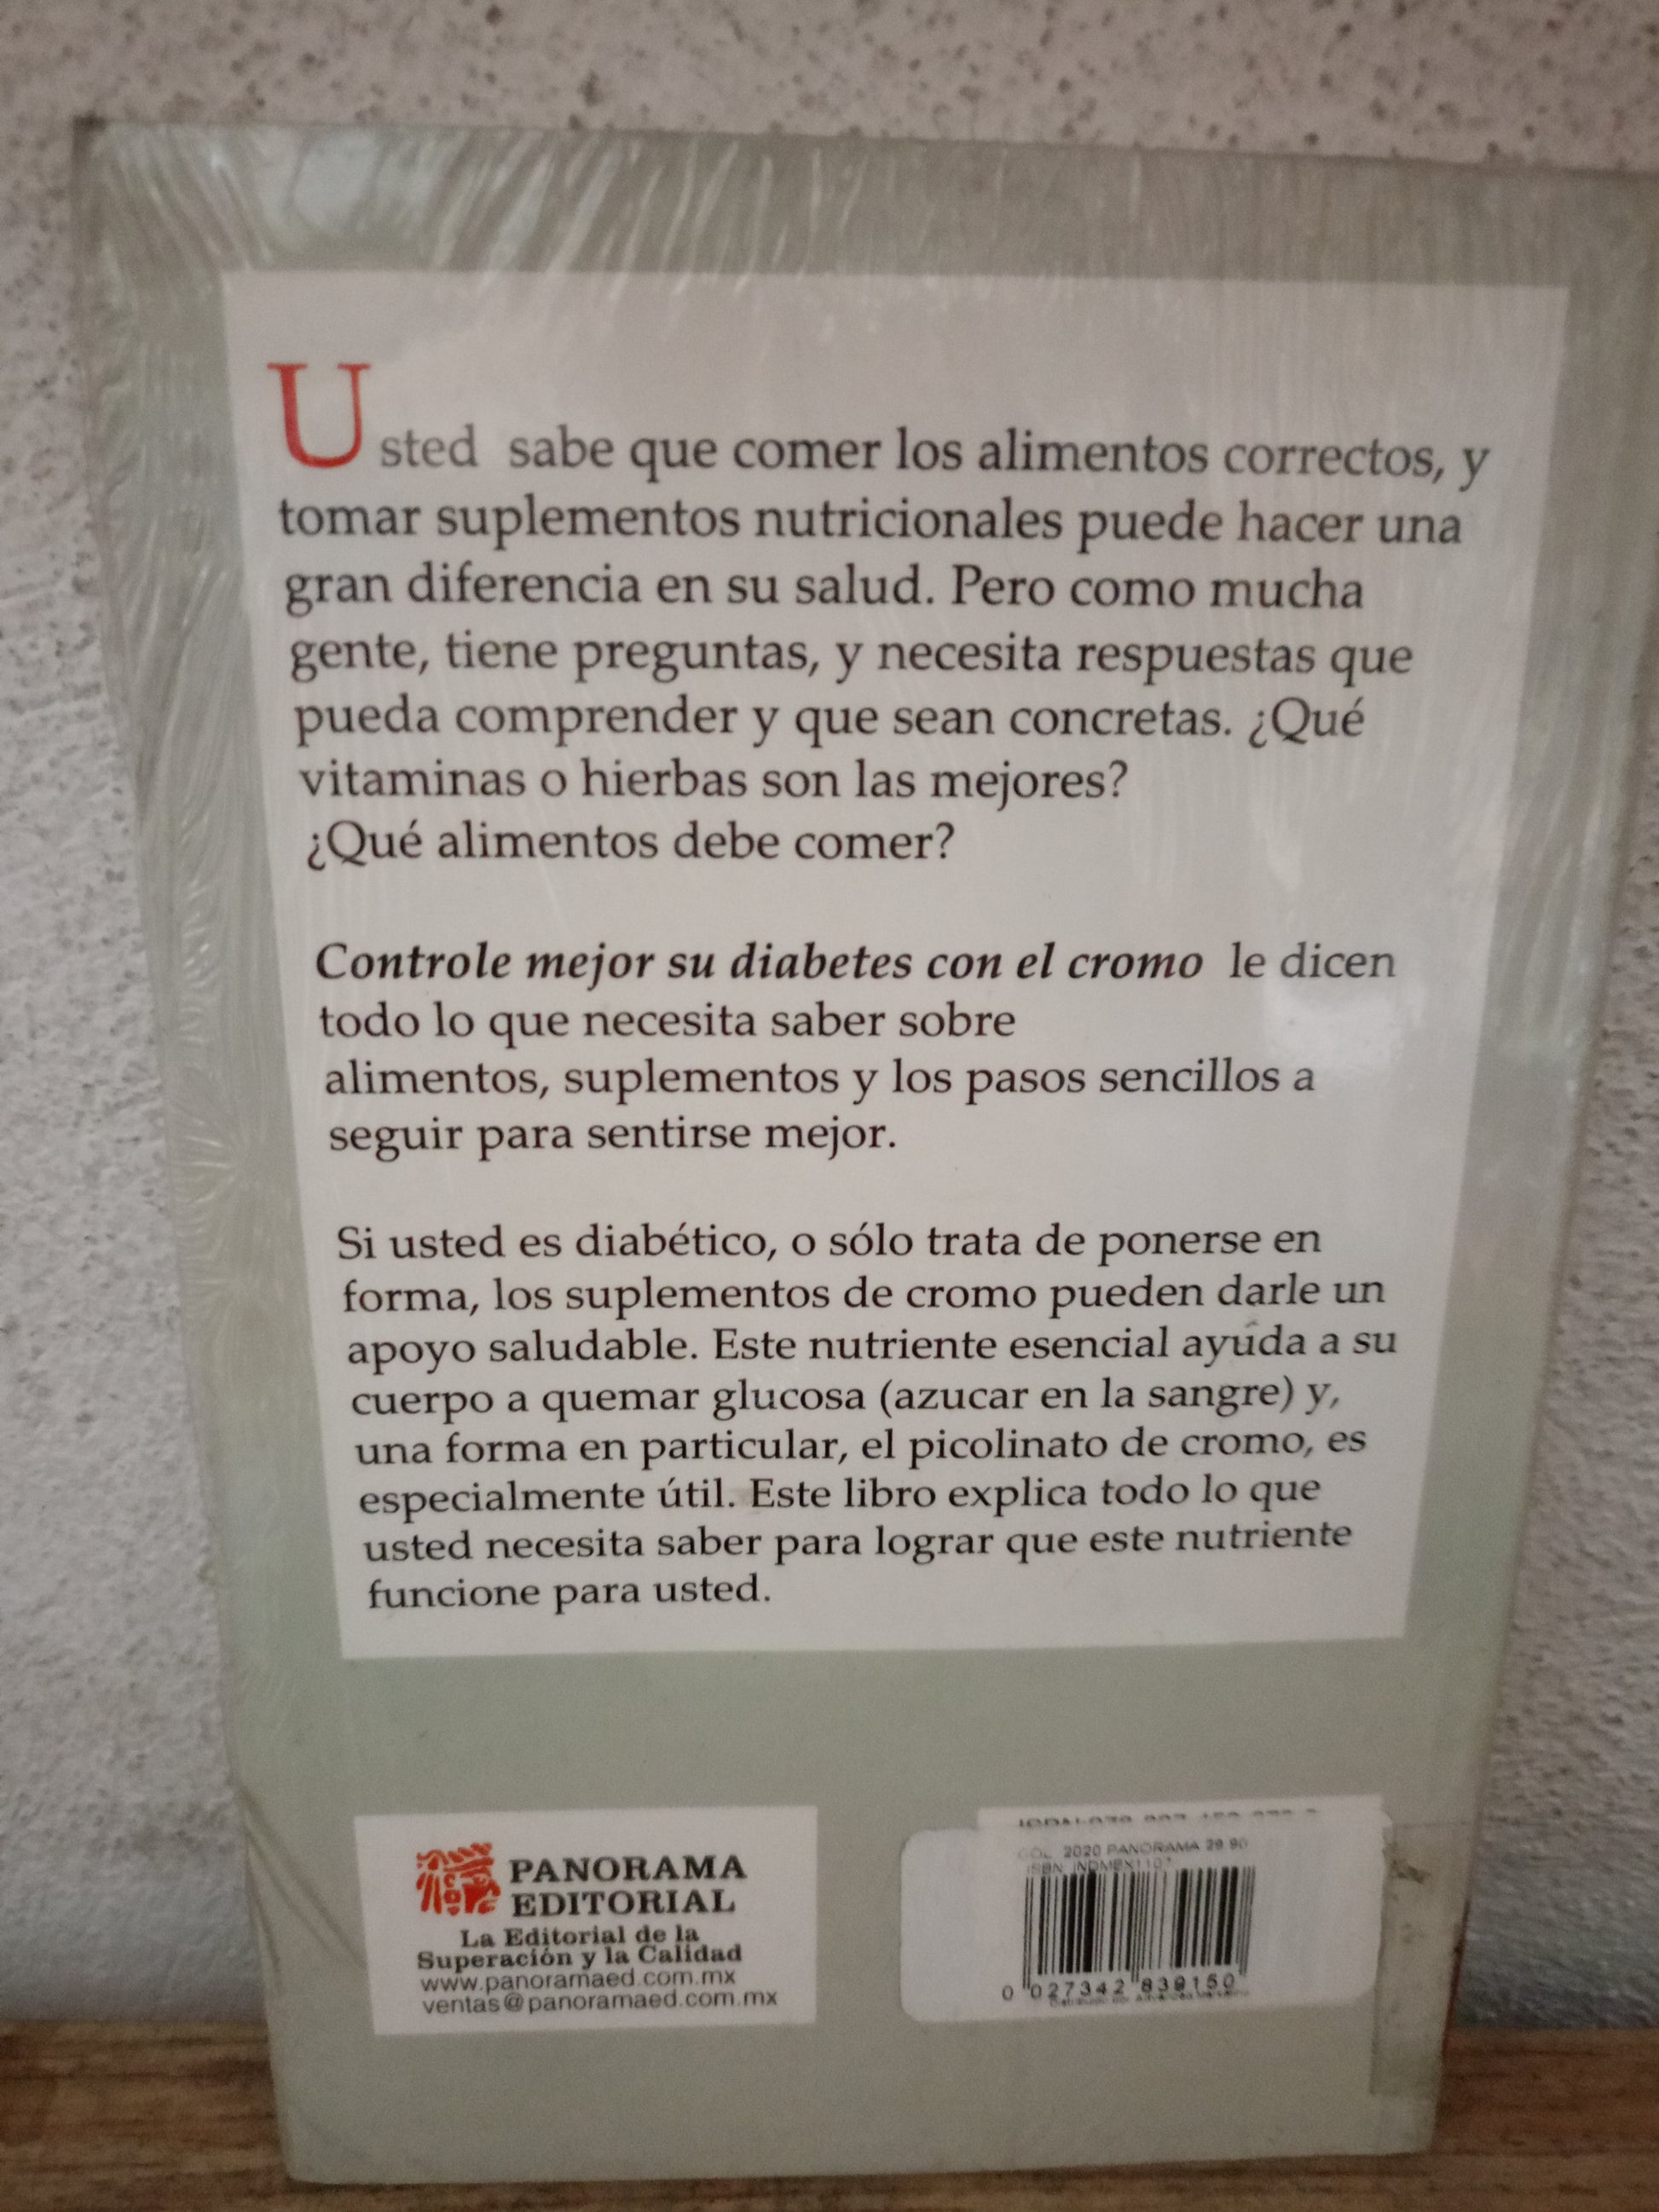 Usted sabe que comer los alimentos correctos, y
tomar suplementos nutricionales puede hacer una
gran diferencia en su salud. Pero como mucha
gente, tiene preguntas, y necesita respuestas que
pueda comprender y que sean concretas. ¿Qué
vitaminas o hierbas son las mejores?
¿Qué alimentos debe comer?
Controle mejor su diabetes con el cromo le dicen
todo lo que necesita saber sobre
alimentos, suplementos y los pasos sencillos a
seguir para sentirse mejor.
Si usted es diabético, o sólo trata de ponerse en
forma, los suplementos de cromo pueden darle un
apoyo saludable. Este nutriente esencial ayuda a su
cuerpo a quemar glucosa (azucar en la sangre) y,
una forma en particular, el picolinato de cromo, es
especialmente útil. Este libro explica todo lo que
usted necesita saber para lograr que este nutriente
funcione para usted.
PANORAMA
EDITORIAL
La Editorial de la
Superación y la Calidad
www.panoramaed.com.mx
ventas@panoramaed.com.mx
COL 2020 PANORAMA 29.90
ISBN
0 027342 839150